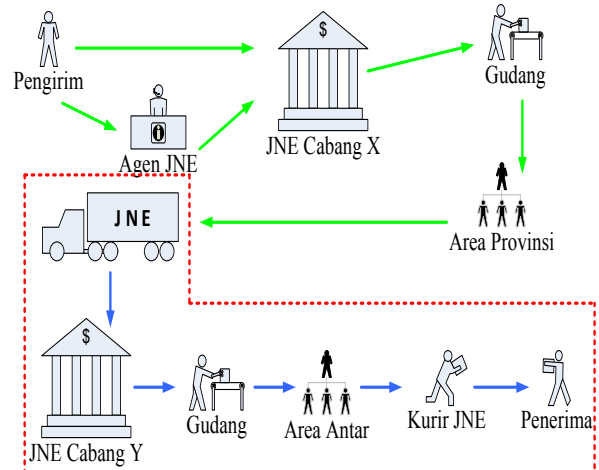 $
Pengirim
Gudang
JNE Cabang X
Agen JNE
Area Provinsi
JNE
$
JNE Cabang Y
Gudang
Area Antar
Kurir JNE
Penerima